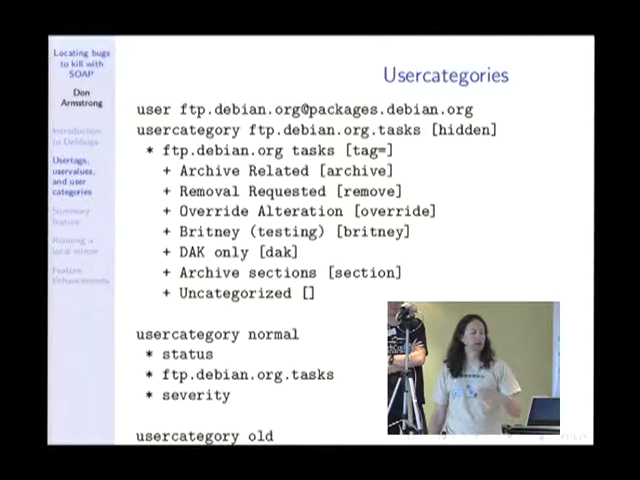 Locating bugs
to kill with
SOAP
Don
Armstrong
Introduction
to Debbugs
Usertags,
uservalues,
and user
categories
Summary
feature
Running a
local mirror
Feature
Enhancements
Usercategories
user ftp.debian.org@packages.debian.org
usercategory ftp.debian.org.tasks [hidden]
* ftp.debian.org tasks [tag=]
+ Archive Related [archive]
+ Removal Requested [remove]
+ Override Alteration [override]
+ Britney (testing) [britney]
+ DAK only [dak]
+ Archive sections [section]
+ Uncategorized []
usercategory normal
* status
* ftp.debian.org.tasks
* severity
usercategory old